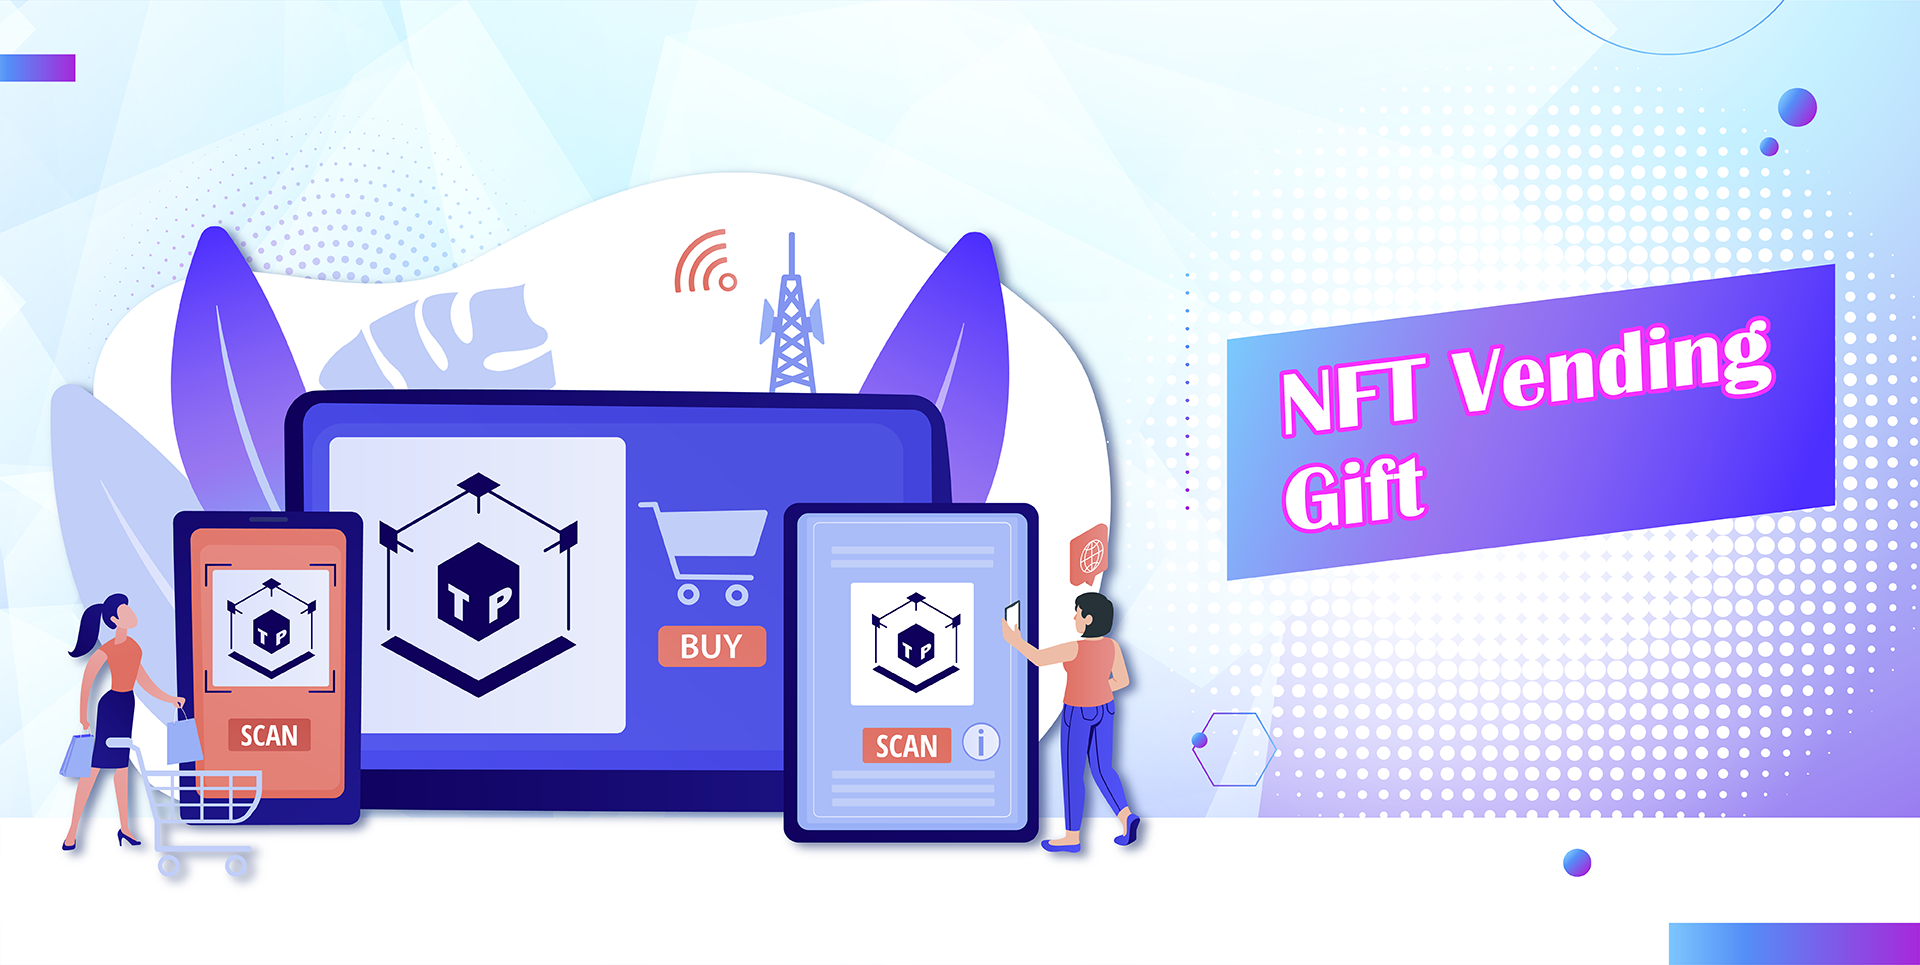 NFT Vending
Gift
T P
BUY
T P
SCAN
T P
SCAN
i